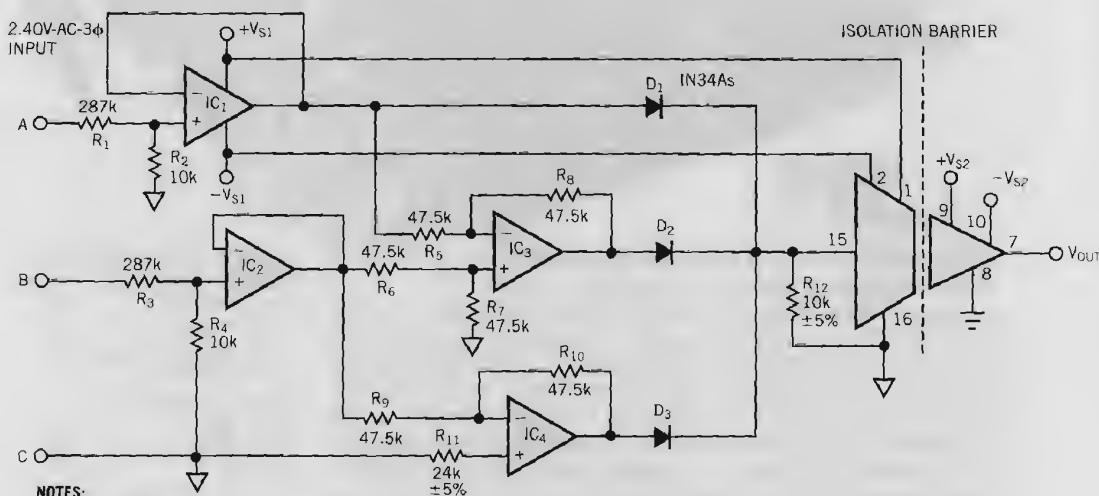 2.40V-AC-3ϕ
INPUT
+VS1
ISOLATION BARRIER
IC1
−
+
D1
IN34As
287k
A
R1
R2
10k
−VS1
R8
47.5k
+VS2
−VS2
2
1
9
10
7
VOUT
8
47.5k
R5
−
+
IC3
D2
15
IC2
−
+
47.5k
R6
287k
B
R3
R7
47.5k
R12
10k
±5%
16
R4
10k
R10
47.5k
R9
47.5k
−
+
IC4
D3
R11
24k
±5%
C
NOTES: